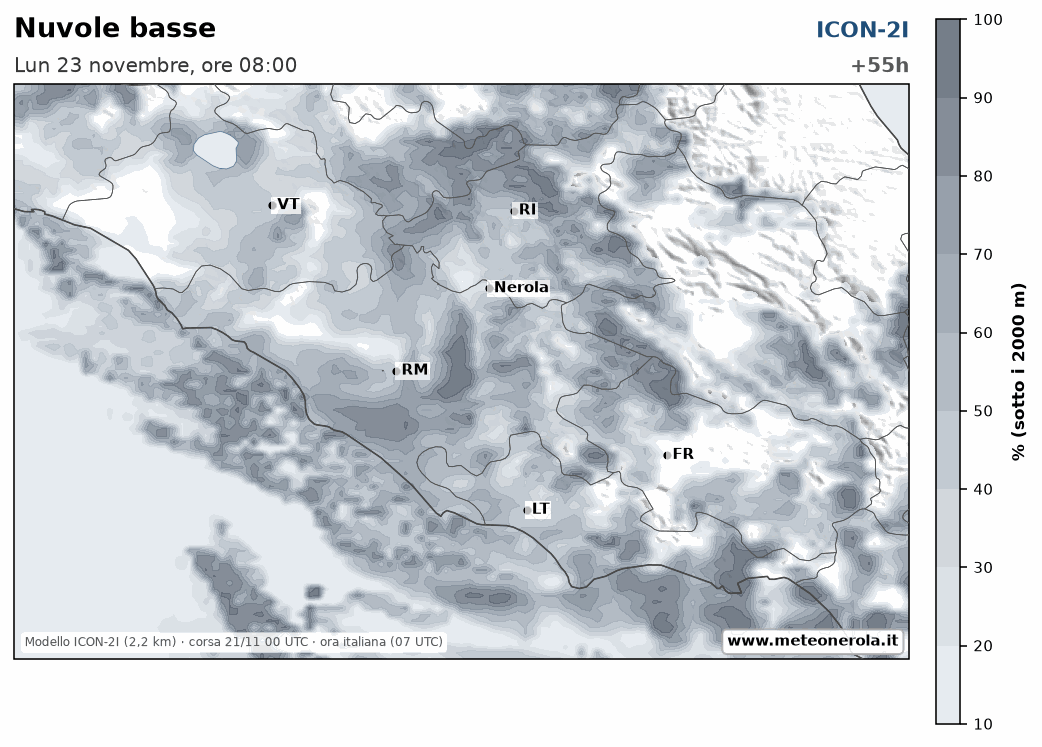 Nuvole basse
ICON-2I
Lun 23 novembre, ore 08:00
+55h
VT
RI
Nerola
RM
FR
LT
Modello ICON-2I (2,2 km) · corsa 21/11 00 UTC · ora italiana (07 UTC)
www.meteonerola.it
100
90
80
70
60
50
40
30
20
10
% (sotto i 2000 m)